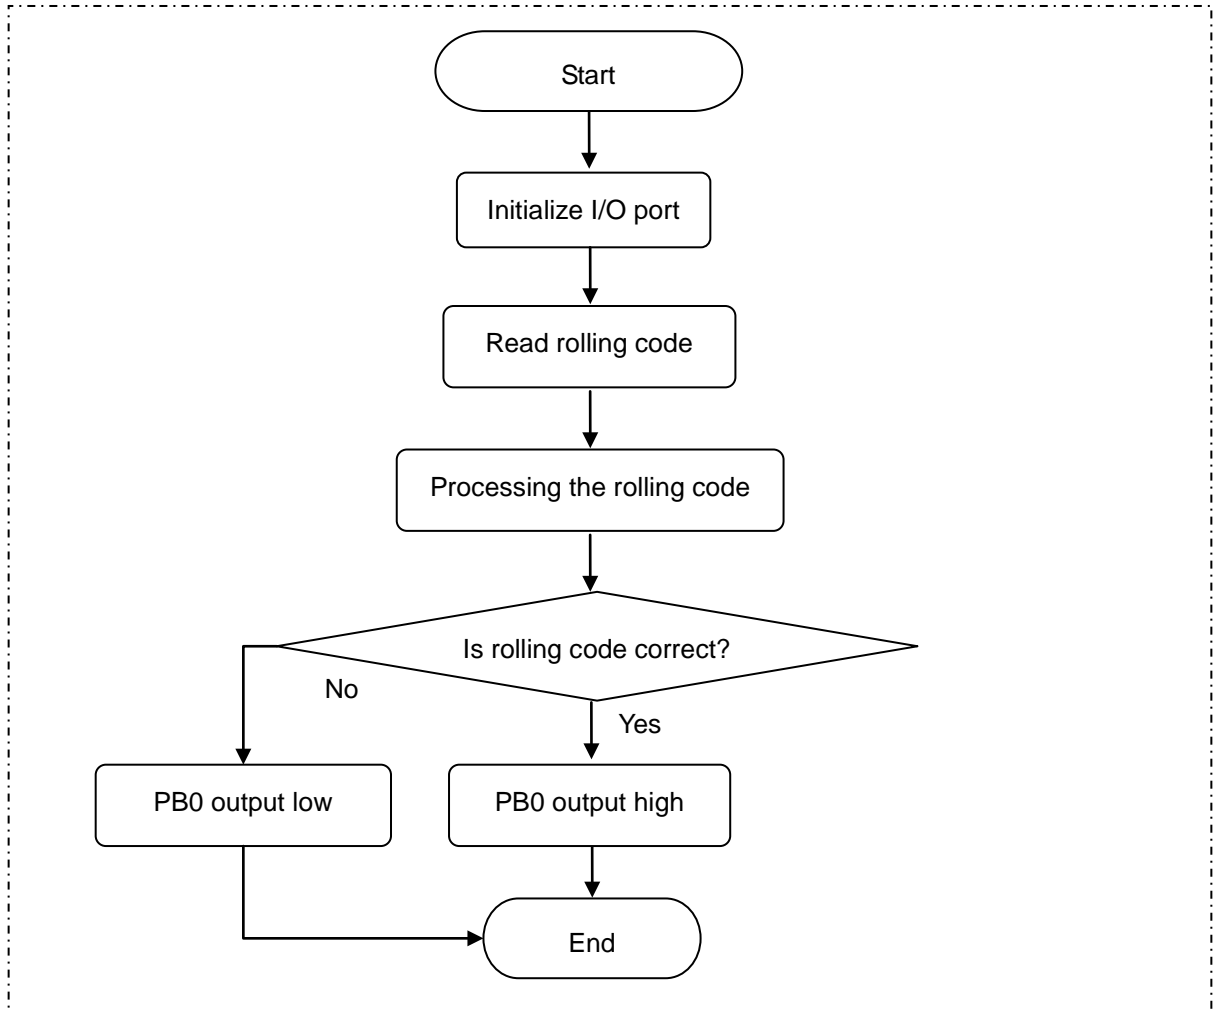 Start
Initialize I/O port
Read rolling code
Processing the rolling code
Is rolling code correct?
No
Yes
PB0 output low
PB0 output high
End